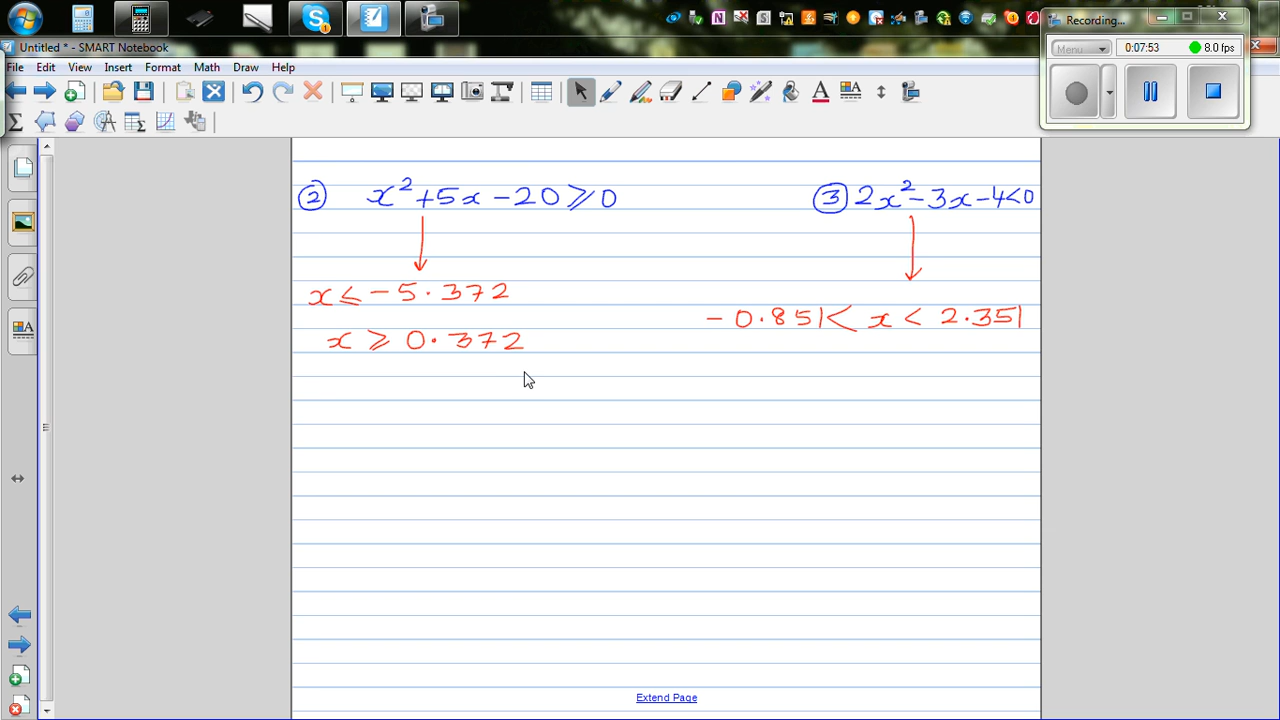 Untitled * - SMART Notebook
File Edit View Insert Format Math Draw Help
Recording...
Menu
0:07:53
8.0 fps
② x²+5x-20⩾0
③ 2x²-3x-4<0
x⩽-5.372
x⩾0.372
-0.851<x<2.351
Extend Page